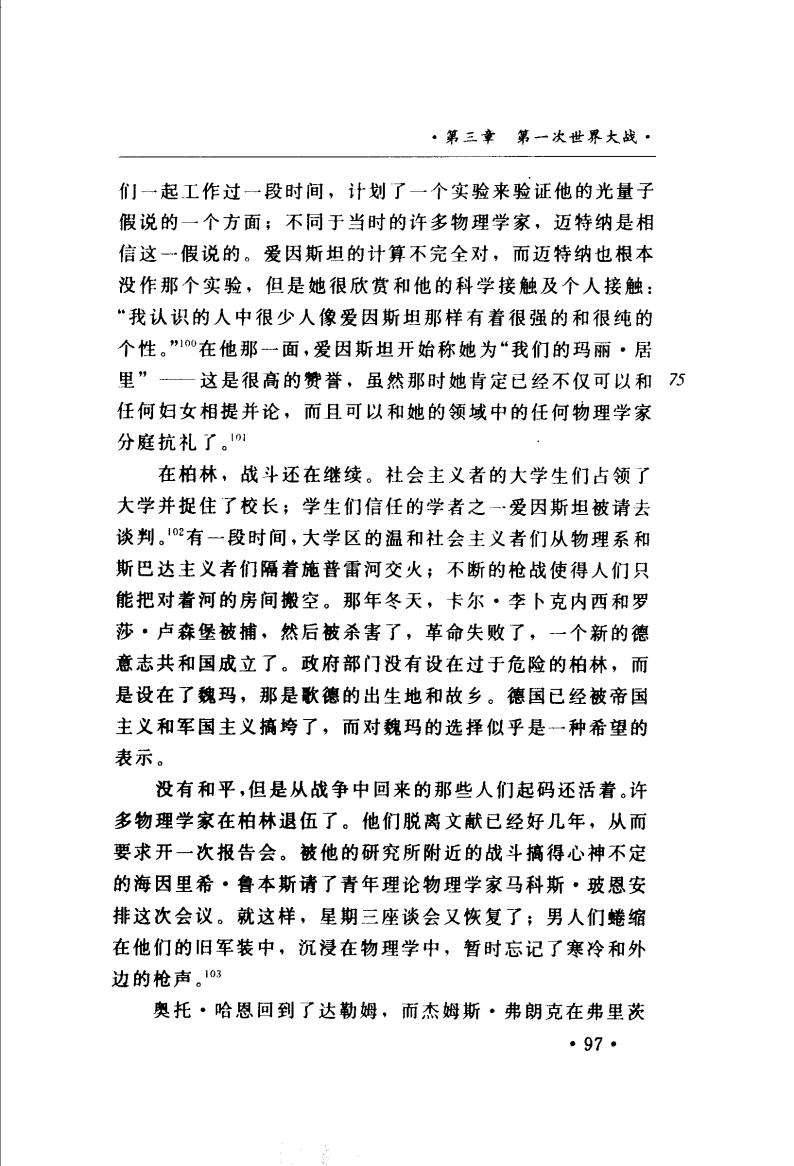 ·第三章 第一次世界大战·
们一起工作过一段时间，计划了一个实验来验证他的光量子
假说的一个方面；不同于当时的许多物理学家，迈特纳是相
信这一假说的。爱因斯坦的计算不完全对，而迈特纳也根本
没作那个实验，但是她很欣赏和他的科学接触及个人接触：
“我认识的人中很少人像爱因斯坦那样有着很强的和很纯的
个性。”¹⁰⁰在他那一面，爱因斯坦开始称她为“我们的玛丽·居
里”——这是很高的赞誉，虽然那时她肯定已经不仅可以和 75
任何妇女相提并论，而且可以和她的领域中的任何物理学家
分庭抗礼了。¹⁰¹
在柏林，战斗还在继续。社会主义者的大学生们占领了
大学并捉住了校长；学生们信任的学者之一爱因斯坦被请去
谈判。¹⁰²有一段时间，大学区的温和社会主义者们从物理系和
斯巴达主义者们隔着施普雷河交火；不断的枪战使得人们只
能把对着河的房间搬空。那年冬天，卡尔·李卜克内西和罗
莎·卢森堡被捕，然后被杀害了，革命失败了，一个新的德
意志共和国成立了。政府部门没有设在过于危险的柏林，而
是设在了魏玛，那是歌德的出生地和故乡。德国已经被帝国
主义和军国主义搞垮了，而对魏玛的选择似乎是一种希望的
表示。
没有和平，但是从战争中回来的那些人们起码还活着。许
多物理学家在柏林退伍了。他们脱离文献已经好几年，从而
要求开一次报告会。被他的研究所附近的战斗搞得心神不定
的海因里希·鲁本斯请了青年理论物理学家马科斯·玻恩安
排这次会议。就这样，星期三座谈会又恢复了；男人们蜷缩
在他们的旧军装中，沉浸在物理学中，暂时忘记了寒冷和外
边的枪声。¹⁰³
奥托·哈恩回到了达勒姆，而杰姆斯·弗朗克在弗里茨
·97·